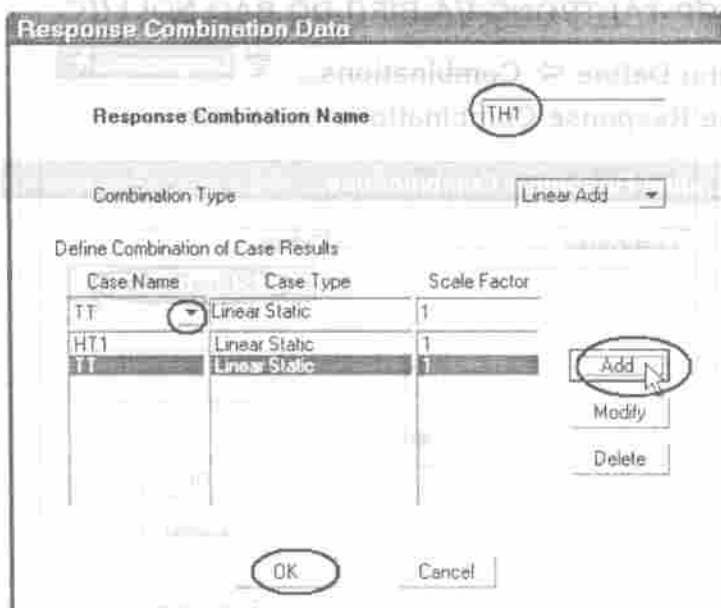 Response Combination Data
Response Combination Name TH1
Combination Type Linear Add
Define Combination of Case Results
Case Name Case Type Scale Factor
TT Linear Static 1
HT1 Linear Static 1
TT Linear Static 1
Add
Modify
Delete
OK Cancel